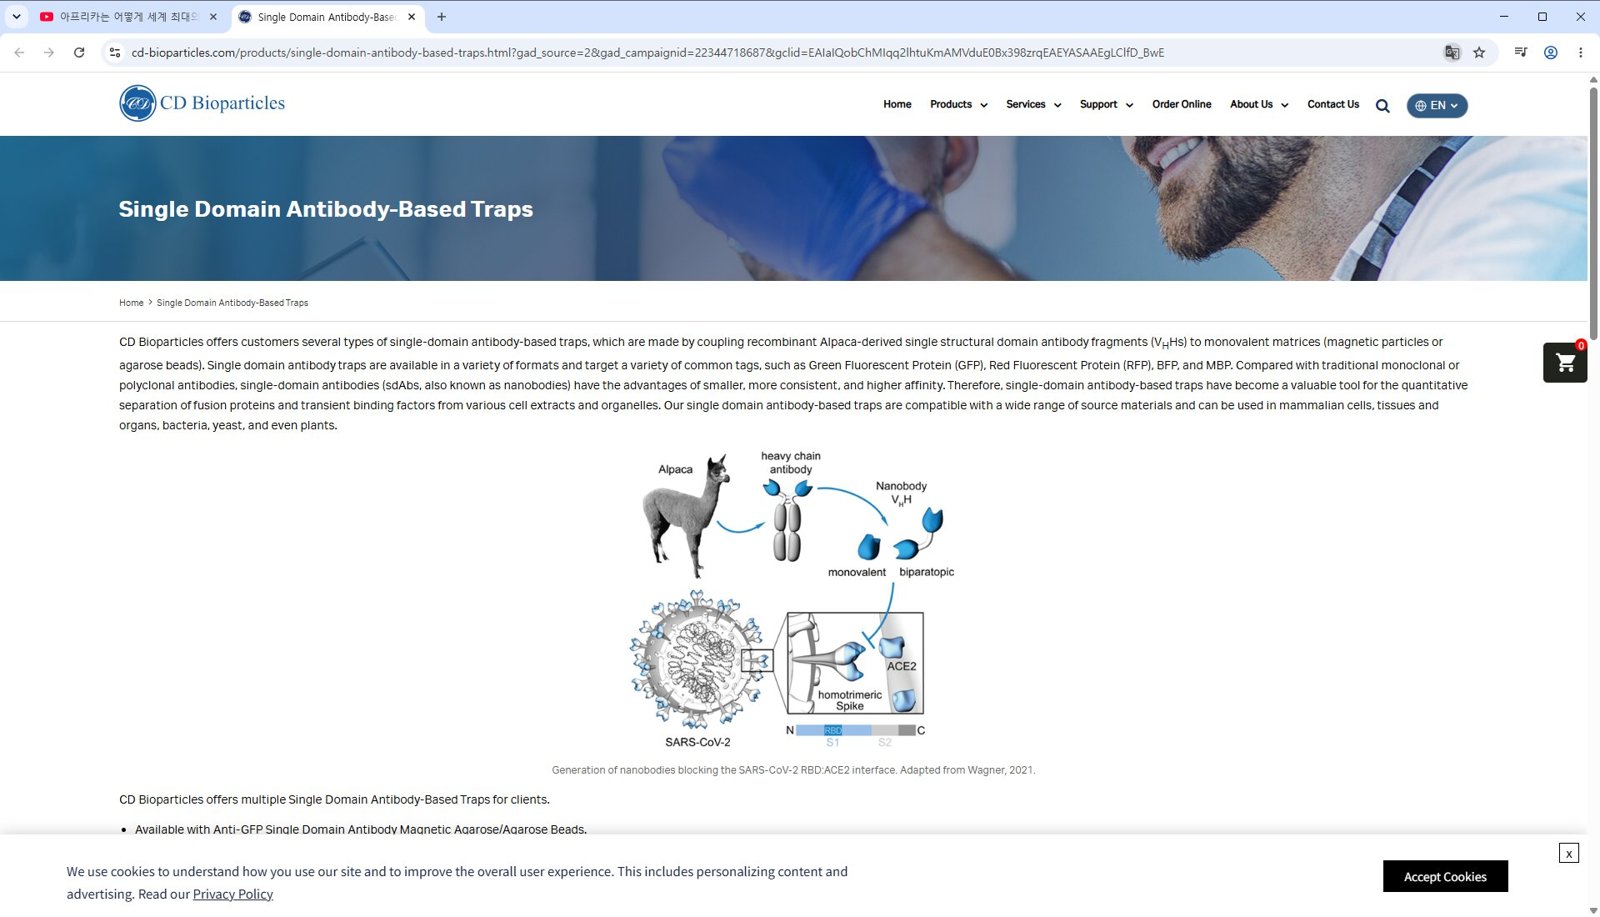 아프리카는 어떻게 세계 최대의
Single Domain Antibody-Based
cd-bioparticles.com/products/single-domain-antibody-based-traps.html?gad_source=2&gad_campaignid=22344718687&gclid=EAIaIQobChMIqq2lhtuKmAMVduE0Bx398zrqEAEYASAAEgLClfD_BwE
CD CD Bioparticles
Home Products Services Support Order Online About Us Contact Us EN
Single Domain Antibody-Based Traps
Home > Single Domain Antibody-Based Traps
CD Bioparticles offers customers several types of single-domain antibody-based traps, which are made by coupling recombinant Alpaca-derived single structural domain antibody fragments (VHHs) to monovalent matrices (magnetic particles or
agarose beads). Single domain antibody traps are available in a variety of formats and target a variety of common tags, such as Green Fluorescent Protein (GFP), Red Fluorescent Protein (RFP), BFP, and MBP. Compared with traditional monoclonal or
polyclonal antibodies, single-domain antibodies (sdAbs, also known as nanobodies) have the advantages of smaller, more consistent, and higher affinity. Therefore, single-domain antibody-based traps have become a valuable tool for the quantitative
separation of fusion proteins and transient binding factors from various cell extracts and organelles. Our single domain antibody-based traps are compatible with a wide range of source materials and can be used in mammalian cells, tissues and
organs, bacteria, yeast, and even plants.
0
Alpaca
heavy chain
antibody
Nanobody
VHH
monovalent biparatopic
ACE2
homotrimeric
Spike
N RBD C
S1 S2
SARS-CoV-2
Generation of nanobodies blocking the SARS-CoV-2 RBD:ACE2 interface. Adapted from Wagner, 2021.
CD Bioparticles offers multiple Single Domain Antibody-Based Traps for clients.
• Available with Anti-GFP Single Domain Antibody Magnetic Agarose/Agarose Beads.
x
We use cookies to understand how you use our site and to improve the overall user experience. This includes personalizing content and
advertising. Read our Privacy Policy
Accept Cookies